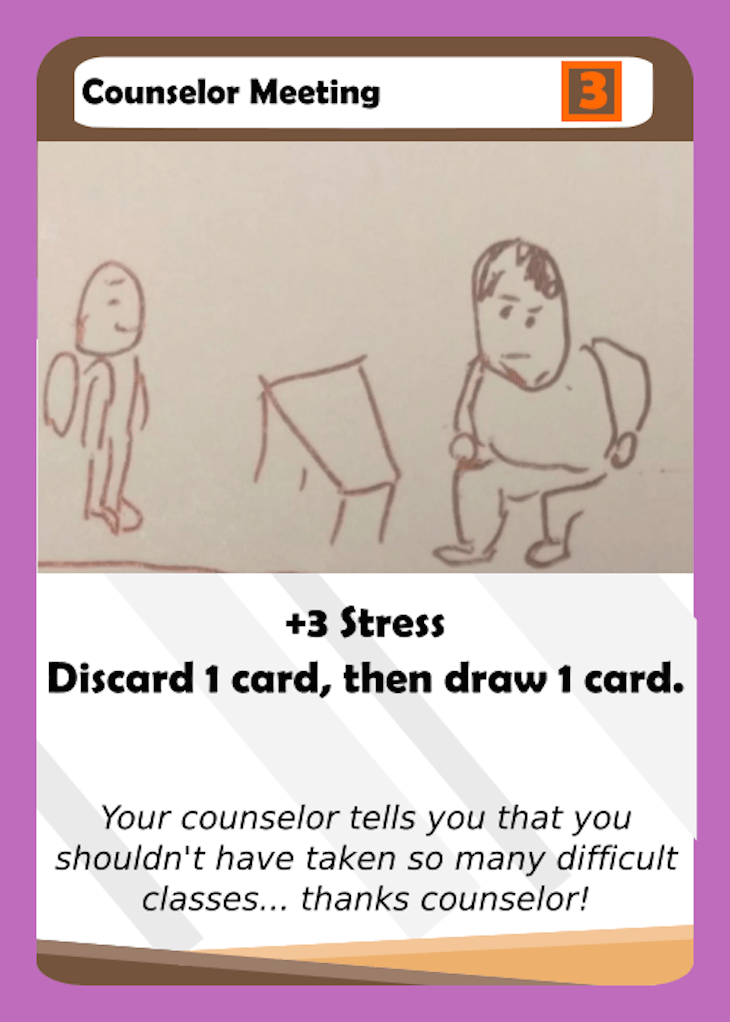 Counselor Meeting 3
+3 Stress
Discard 1 card, then draw 1 card.
Your counselor tells you that you
shouldn't have taken so many difficult
classes... thanks counselor!